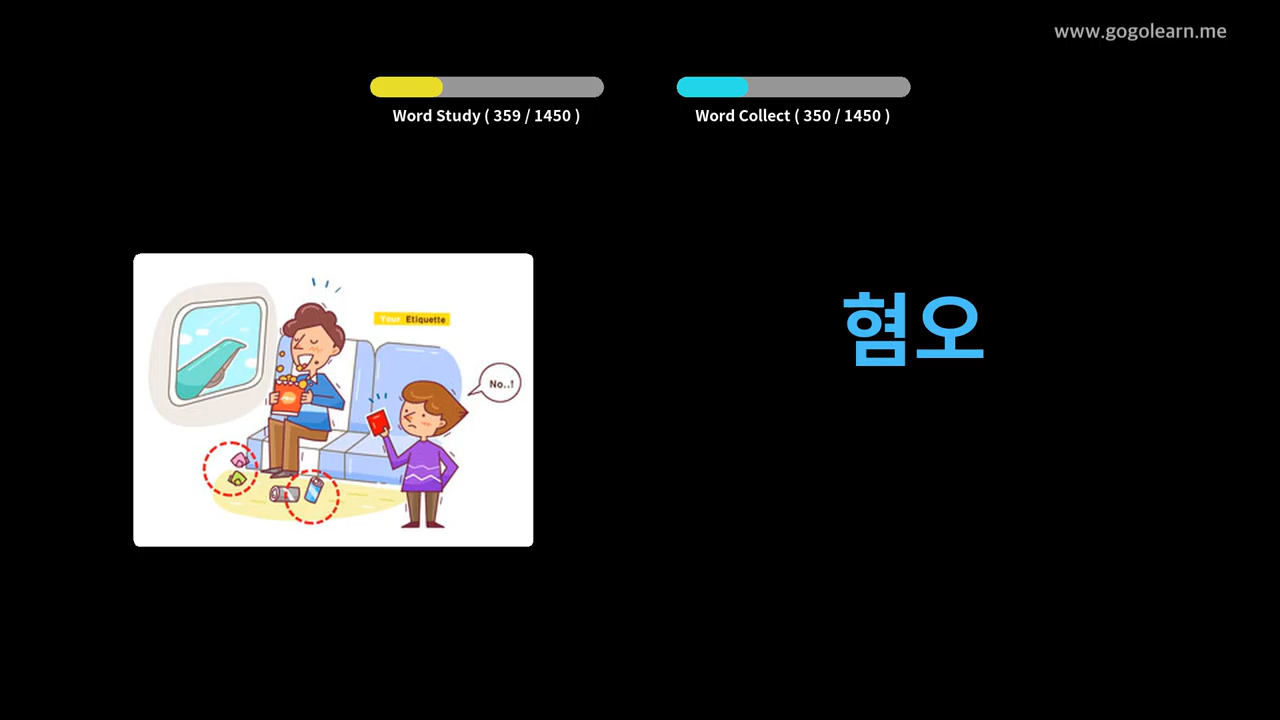 www.gogolearn.me
Word Study ( 359 / 1450 )
Word Collect ( 350 / 1450 )
Your Etiquette
No..!
혐오